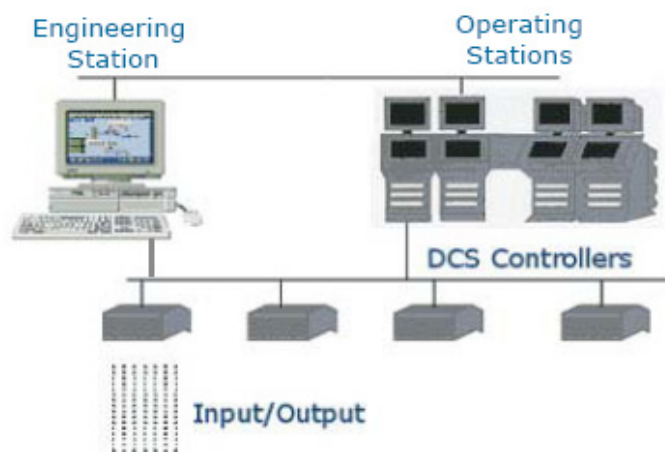 Engineering
Station
Operating
Stations
DCS Controllers
Input/Output